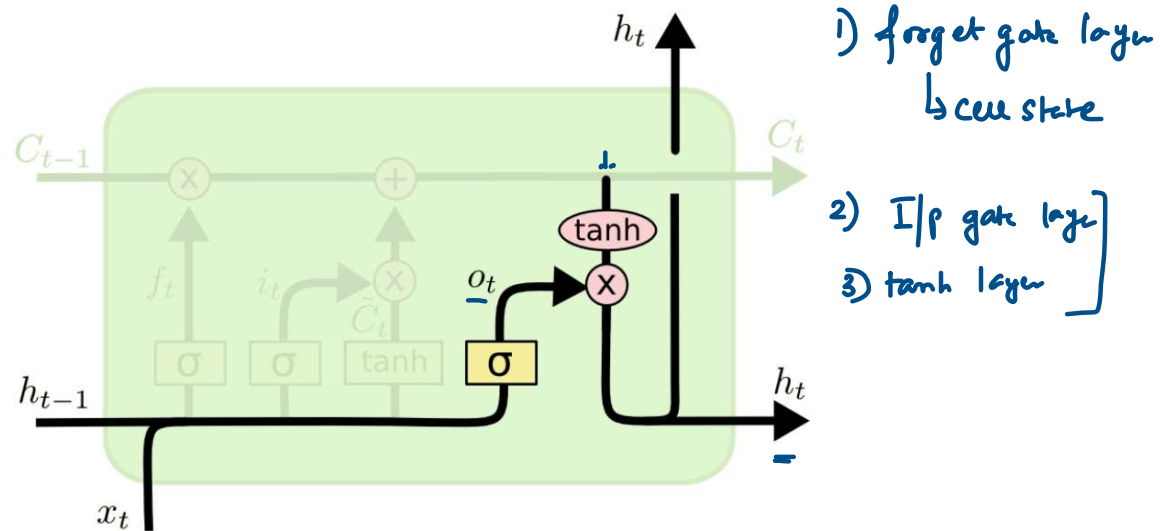 h_t
1) forget gate layer
↳ cell state
C_{t-1}
C_t
x
+
tanh
2) I/p gate layer
3) tanh layer
f_t
i_t
x
o_t
x
C̃_t
σ
σ
tanh
σ
h_{t-1}
h_t
x_t